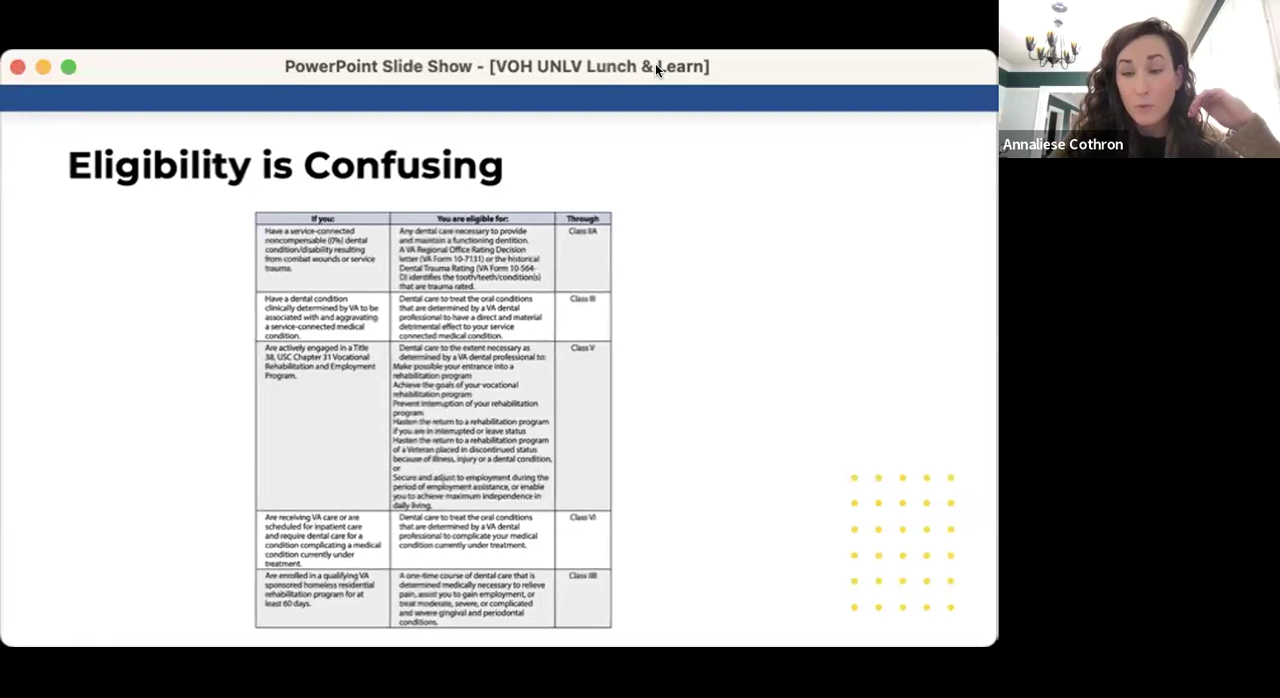 PowerPoint Slide Show - [VOH UNLV Lunch & Learn]
Annaliese Cothron
Eligibility is Confusing
If you: You are eligible for: Through
Have a service-connected
noncompensable (0%) dental
condition/disability resulting
from combat wounds or service
trauma.
Any dental care necessary to provide
and maintain a functioning dentition.
A VA Regional Office Rating Decision
letter (VA Form 10-7131) or the historical
Dental Trauma Rating (VA Form 10-564-
D) identifies the tooth/teeth/condition(s)
that are trauma rated.
Class IIA
Have a dental condition
clinically determined by VA to be
associated with and aggravating
a service-connected medical
condition.
Dental care to treat the oral conditions
that are determined by a VA dental
professional to have a direct and material
detrimental effect to your service
connected medical condition.
Class III
Are actively engaged in a Title
38, USC Chapter 31 Vocational
Rehabilitation and Employment
Program.
Dental care to the extent necessary as
determined by a VA dental professional to:
Make possible your entrance into a
rehabilitation program
Achieve the goals of your vocational
rehabilitation program
Prevent interruption of your rehabilitation
program
Hasten the return to a rehabilitation program
if you are in interrupted or leave status
Hasten the return to a rehabilitation program
of a Veteran placed in discontinued status
because of illness, injury or a dental condition,
or
Secure and adjust to employment during the
period of employment assistance, or enable
you to achieve maximum independence in
daily living.
Class V
Are receiving VA care or are
scheduled for inpatient care
and require dental care for a
condition complicating a medical
condition currently under
treatment.
Dental care to treat the oral conditions
that are determined by a VA dental
professional to complicate your medical
condition currently under treatment.
Class VI
Are enrolled in a qualifying VA
sponsored homeless residential
rehabilitation program for at
least 60 days.
A one-time course of dental care that is
determined medically necessary to relieve
pain, assist you to gain employment, or
treat moderate, severe, or complicated
and severe gingival and periodontal
conditions.
Class